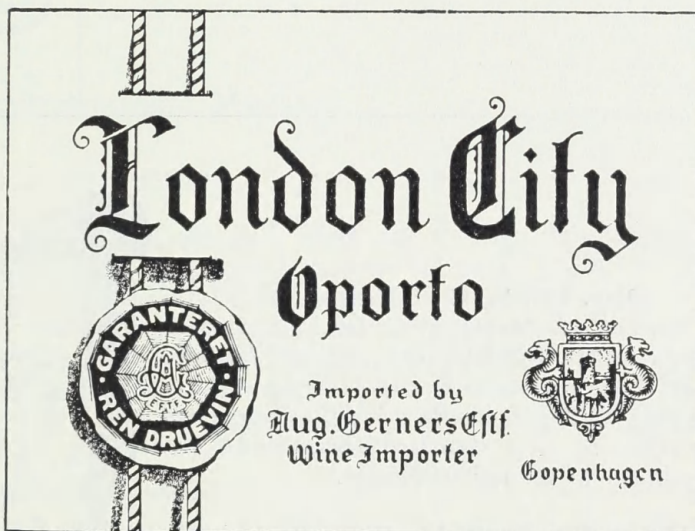 London City
Oporto
GARANTERET
REN DRUEVIN
Imported by
Aug. Gerners Eftf.
Wine Importer
Copenhagen